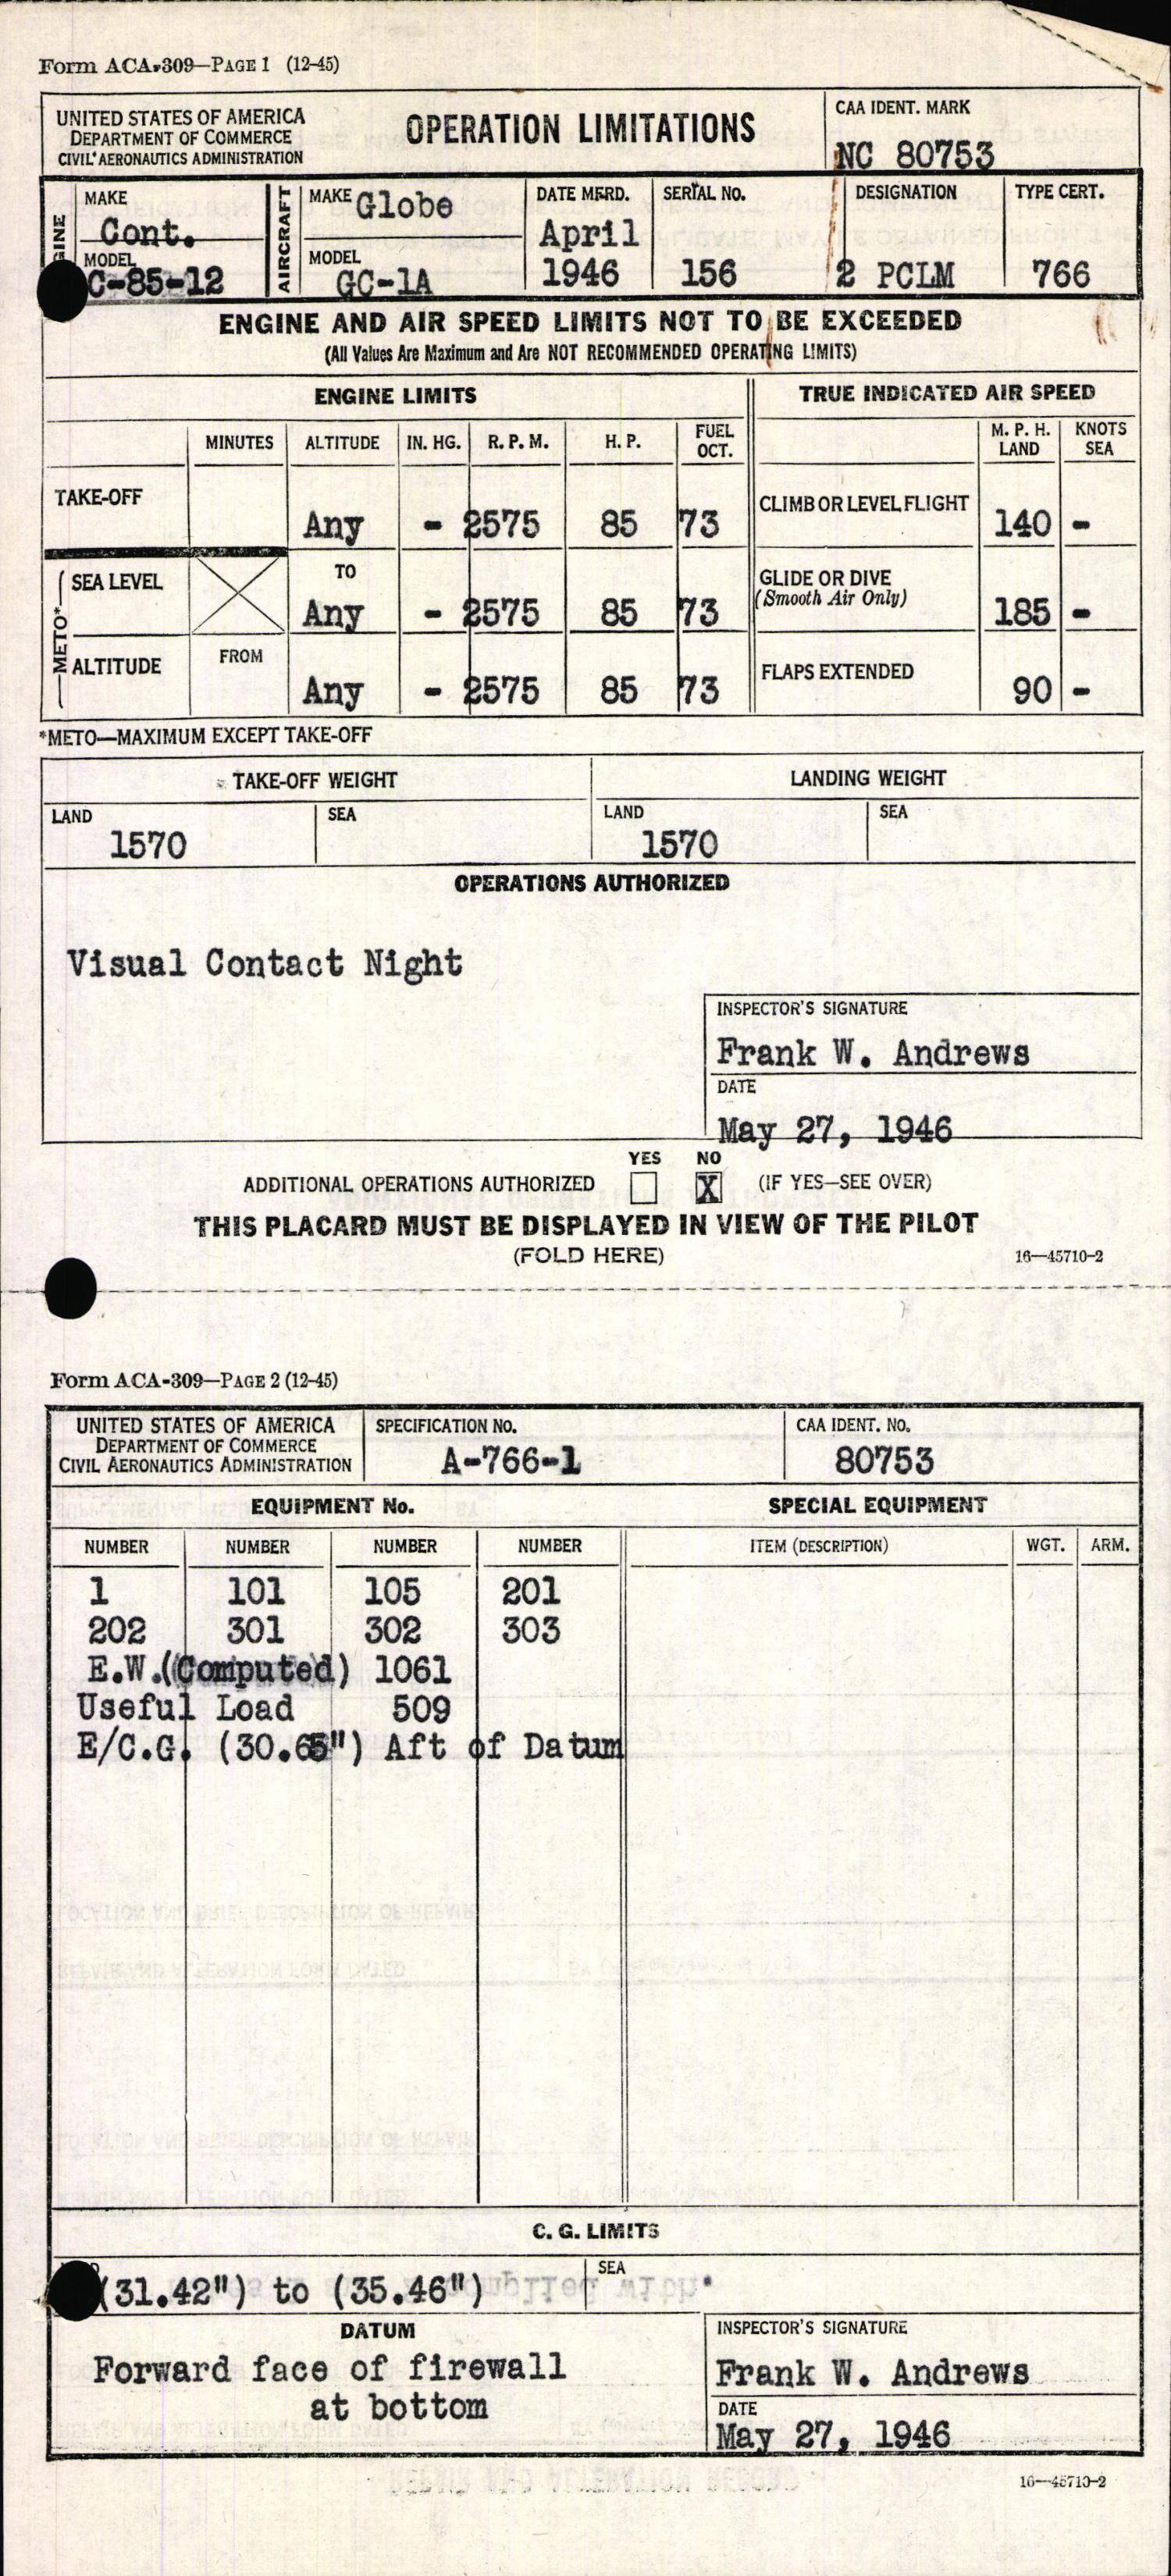 Form ACA-309—PAGE 1 (12-45)
UNITED STATES OF AMERICA
DEPARTMENT OF COMMERCE
CIVIL AERONAUTICS ADMINISTRATION
OPERATION LIMITATIONS
CAA IDENT. MARK
NC 80753
MAKE
Cont.
MODEL
C-85-12
AIRCRAFT
MAKE Globe
MODEL
GC-1A
DATE MFRD.
April
1946
SERIAL NO.
156
DESIGNATION
2 PCLM
TYPE CERT.
766
ENGINE AND AIR SPEED LIMITS NOT TO BE EXCEEDED
(All Values Are Maximum and Are NOT RECOMMENDED OPERATING LIMITS)
ENGINE LIMITS
TRUE INDICATED AIR SPEED
MINUTES ALTITUDE IN. HG. R. P. M. H. P. FUEL OCT.
M. P. H. LAND KNOTS SEA
TAKE-OFF Any - 2575 85 73
CLIMB OR LEVEL FLIGHT 140 -
METO*
SEA LEVEL TO Any - 2575 85 73
GLIDE OR DIVE
(Smooth Air Only) 185 -
ALTITUDE FROM Any - 2575 85 73
FLAPS EXTENDED 90 -
*METO—MAXIMUM EXCEPT TAKE-OFF
TAKE-OFF WEIGHT LANDING WEIGHT
LAND SEA LAND SEA
1570 1570
OPERATIONS AUTHORIZED
Visual Contact Night
INSPECTOR'S SIGNATURE
Frank W. Andrews
DATE
May 27, 1946
YES NO
ADDITIONAL OPERATIONS AUTHORIZED X (IF YES—SEE OVER)
THIS PLACARD MUST BE DISPLAYED IN VIEW OF THE PILOT
(FOLD HERE) 16—45710-2
Form ACA-309—PAGE 2 (12-45)
UNITED STATES OF AMERICA
DEPARTMENT OF COMMERCE
CIVIL AERONAUTICS ADMINISTRATION
SPECIFICATION NO.
A-766-1
CAA IDENT. NO.
80753
EQUIPMENT No. SPECIAL EQUIPMENT
NUMBER NUMBER NUMBER NUMBER ITEM (DESCRIPTION) WGT. ARM.
1 101 105 201
202 301 302 303
E.W.(Computed) 1061
Useful Load 509
E/C.G. (30.65") Aft of Datum
C. G. LIMITS
(31.42") to (35.46")
SEA
DATUM
Forward face of firewall
at bottom
INSPECTOR'S SIGNATURE
Frank W. Andrews
DATE
May 27, 1946
16—45710-2